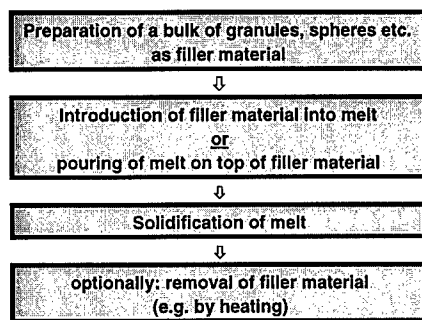 Preparation of a bulk of granules, spheres etc.
as filler material
Introduction of filler material into melt
or
pouring of melt on top of filler material
Solidification of melt
optionally: removal of filler material
(e.g. by heating)